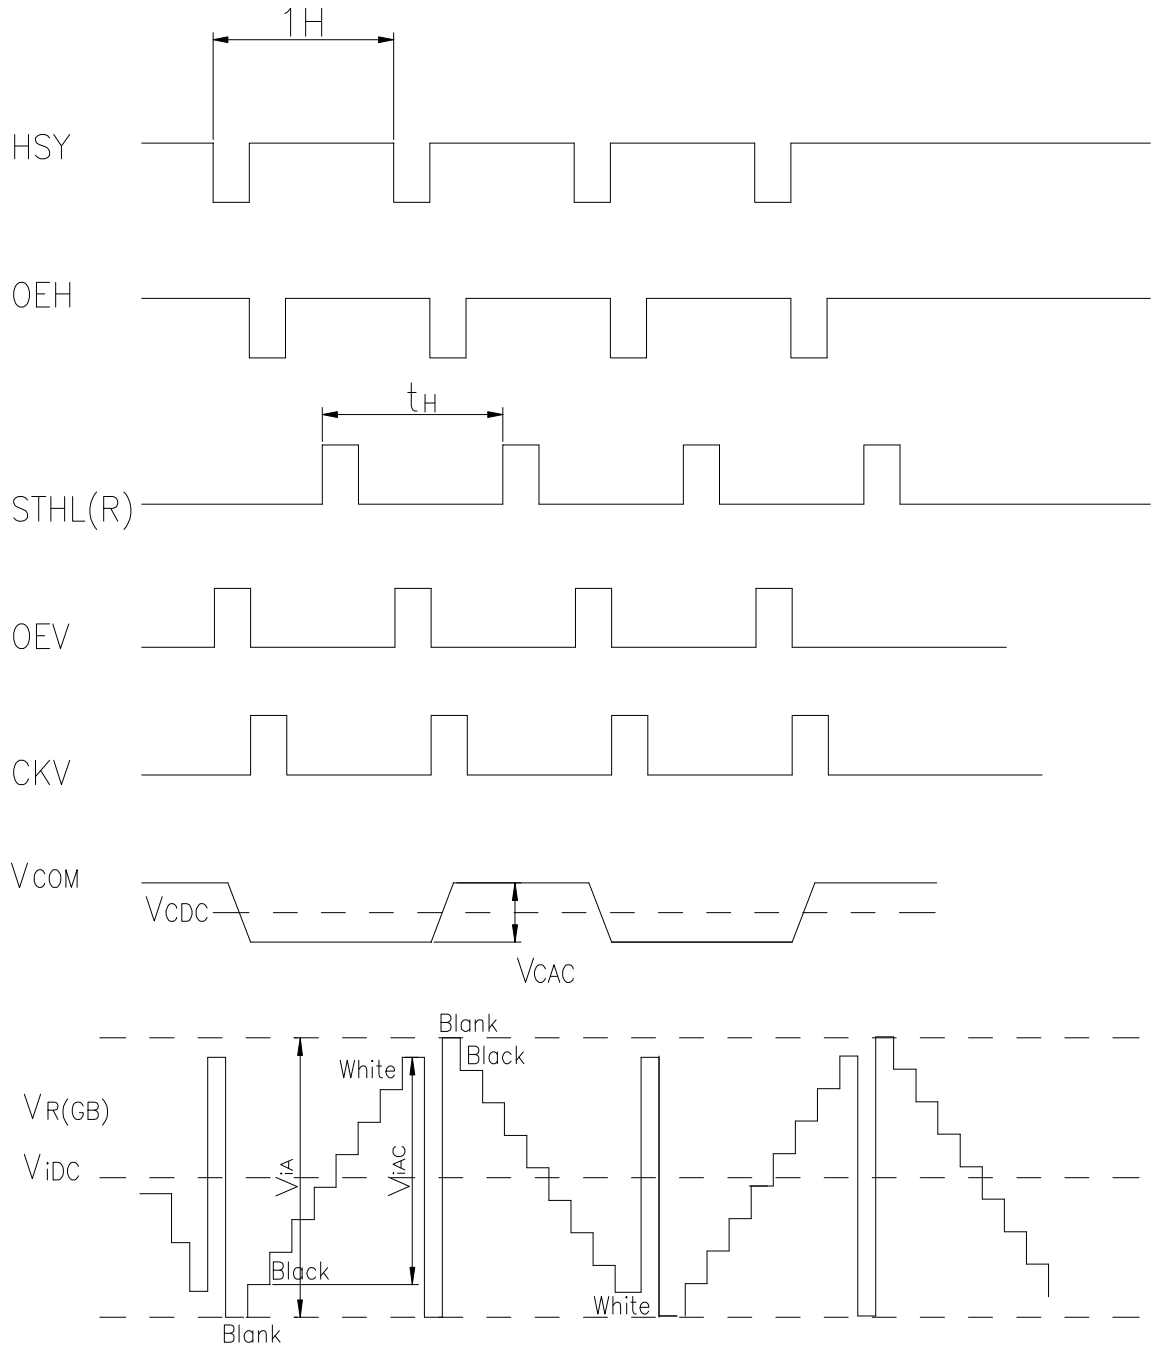 1H
HSY
OEH
tH
STHL(R)
OEV
CKV
VCOM
VCDC
VCAC
Blank
White
Black
VR(GB)
ViDC
ViA
ViAC
Black
White
Blank